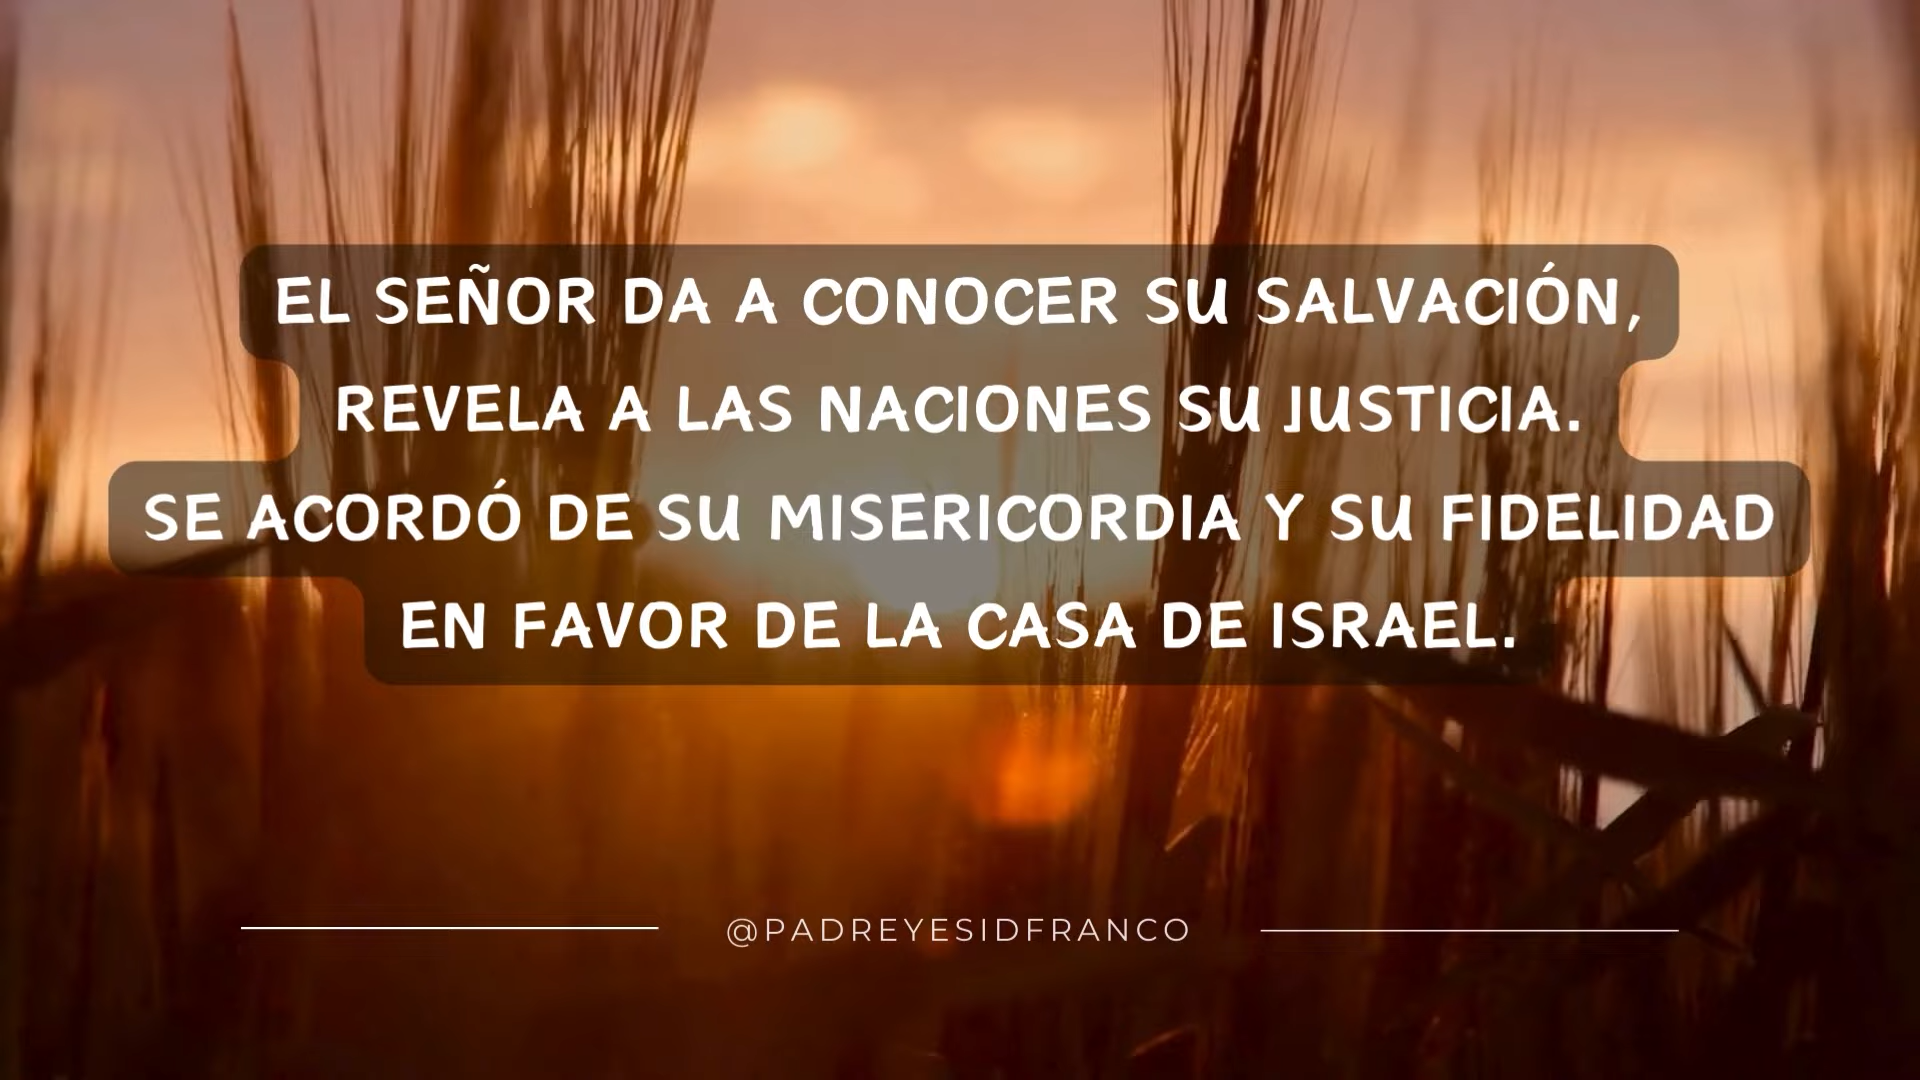 EL SEÑOR DA A CONOCER SU SALVACIÓN,
REVELA A LAS NACIONES SU JUSTICIA.
SE ACORDÓ DE SU MISERICORDIA Y SU FIDELIDAD
EN FAVOR DE LA CASA DE ISRAEL.
@PADREYESIDFRANCO